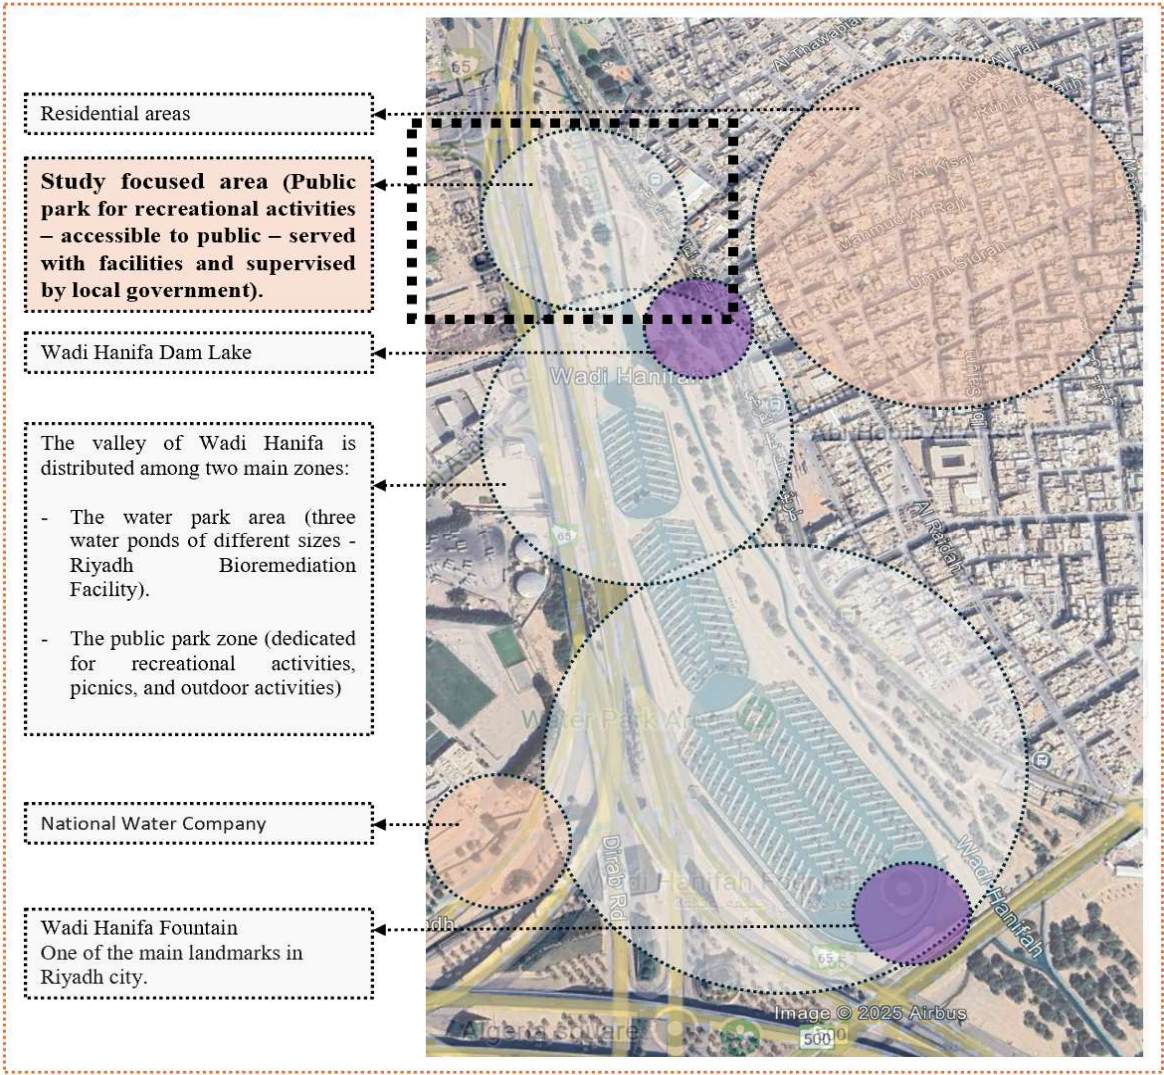 Residential areas
Study focused area (Public
park for recreational activities
– accessible to public – served
with facilities and supervised
by local government).
Wadi Hanifa Dam Lake
The valley of Wadi Hanifa is
distributed among two main zones:
- The water park area (three
water ponds of different sizes -
Riyadh Bioremediation
Facility).
- The public park zone (dedicated
for recreational activities,
picnics, and outdoor activities)
National Water Company
Wadi Hanifa Fountain
One of the main landmarks in
Riyadh city.
65
Al Thawabia
Ali Al Kisai
Mahmud Ar Raji
Umm Sidrah
Wadi Hanifah
Al Raidah
65
Water Park Area
Dirab Rd
Wadi Hanifah Fountain
Wadi Hanifah
65
Image © 2025 Airbus
Algeria Square
500